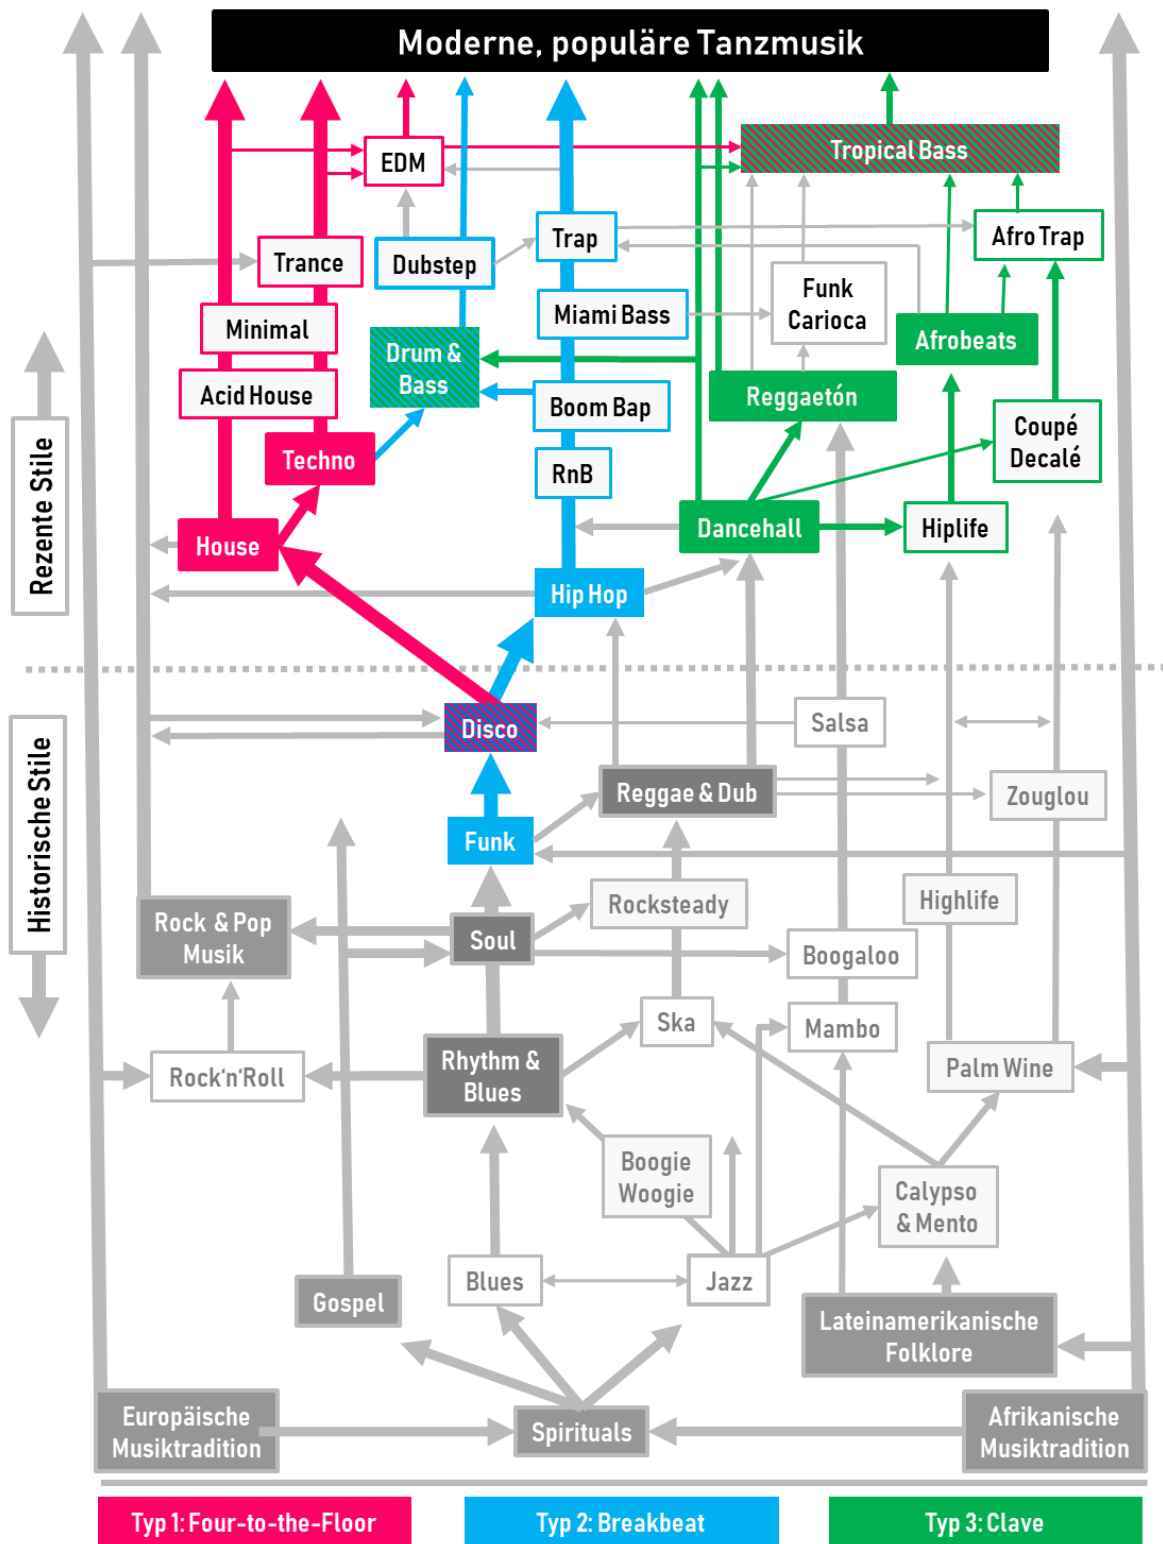 Moderne, populäre Tanzmusik
Tropical Bass
EDM
Trap
Afro Trap
Trance
Dubstep
Funk
Carioca
Minimal
Miami Bass
Afrobeats
Drum &
Bass
Acid House
Reggaetón
Boom Bap
Coupé
Decalé
Techno
RnB
Rezente Stile
House
Dancehall
Hiplife
Hip Hop
Disco
Salsa
Historische Stile
Reggae & Dub
Zouglou
Funk
Rocksteady
Highlife
Rock & Pop
Musik
Soul
Boogaloo
Ska
Mambo
Rock‘n‘Roll
Rhythm &
Blues
Palm Wine
Boogie
Woogie
Calypso
& Mento
Blues
Jazz
Gospel
Lateinamerikanische
Folklore
Europäische
Musiktradition
Spirituals
Afrikanische
Musiktradition
Typ 1: Four-to-the-Floor
Typ 2: Breakbeat
Typ 3: Clave